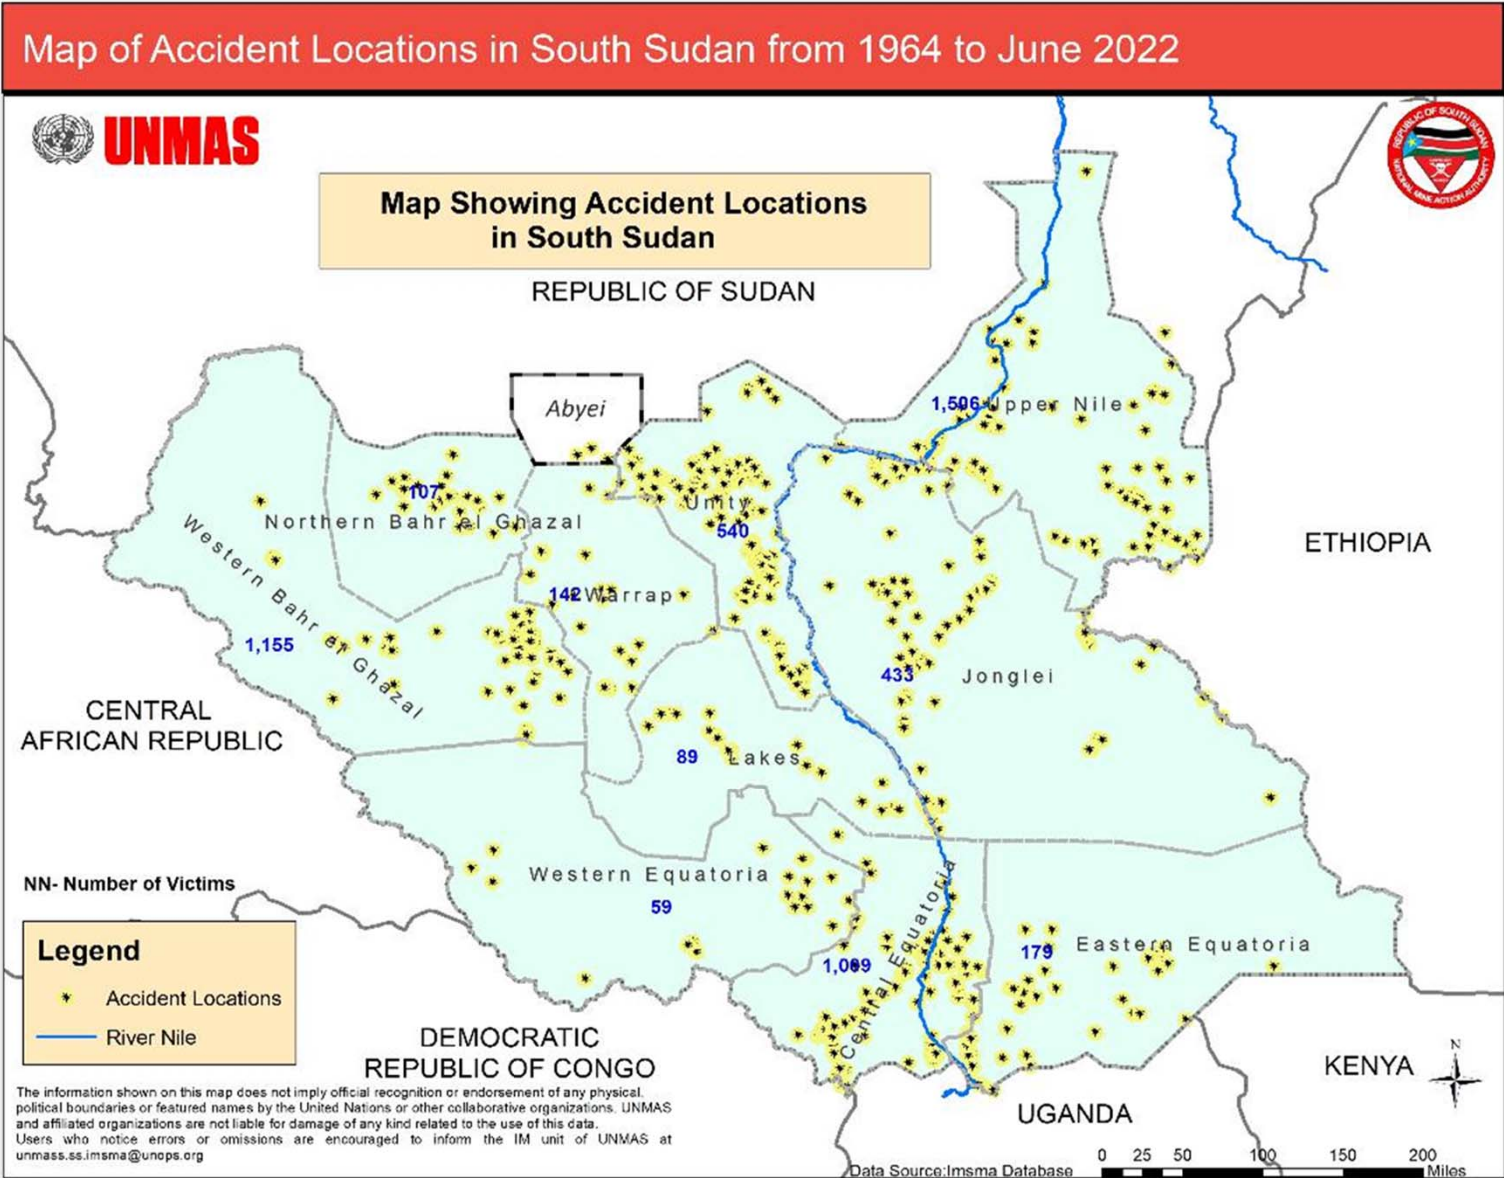 Map of Accident Locations in South Sudan from 1964 to June 2022
UNMAS
REPUBLIC OF SOUTH SUDAN
NATIONAL MINE ACTION AUTHORITY
Map Showing Accident Locations
in South Sudan
REPUBLIC OF SUDAN
Abyei
1,506
Upper Nile
107
Northern Bahr el Ghazal
Unity
540
ETHIOPIA
Western Bahr el Ghazal
142
Warrap
1,155
433
Jonglei
CENTRAL
AFRICAN REPUBLIC
89
Lakes
Western Equatoria
59
NN- Number of Victims
Central Equatoria
179
Eastern Equatoria
Legend
Accident Locations
River Nile
DEMOCRATIC
REPUBLIC OF CONGO
KENYA
N
UGANDA
The information shown on this map does not imply official recognition or endorsement of any physical,
political boundaries or featured names by the United Nations or other collaborative organizations. UNMAS
and affiliated organizations are not liable for damage of any kind related to the use of this data.
Users who notice errors or omissions are encouraged to inform the IM unit of UNMAS at
unmass.ss.imsma@unops.org
Data Source:Imsma Database
0 25 50 100 150 200
Miles